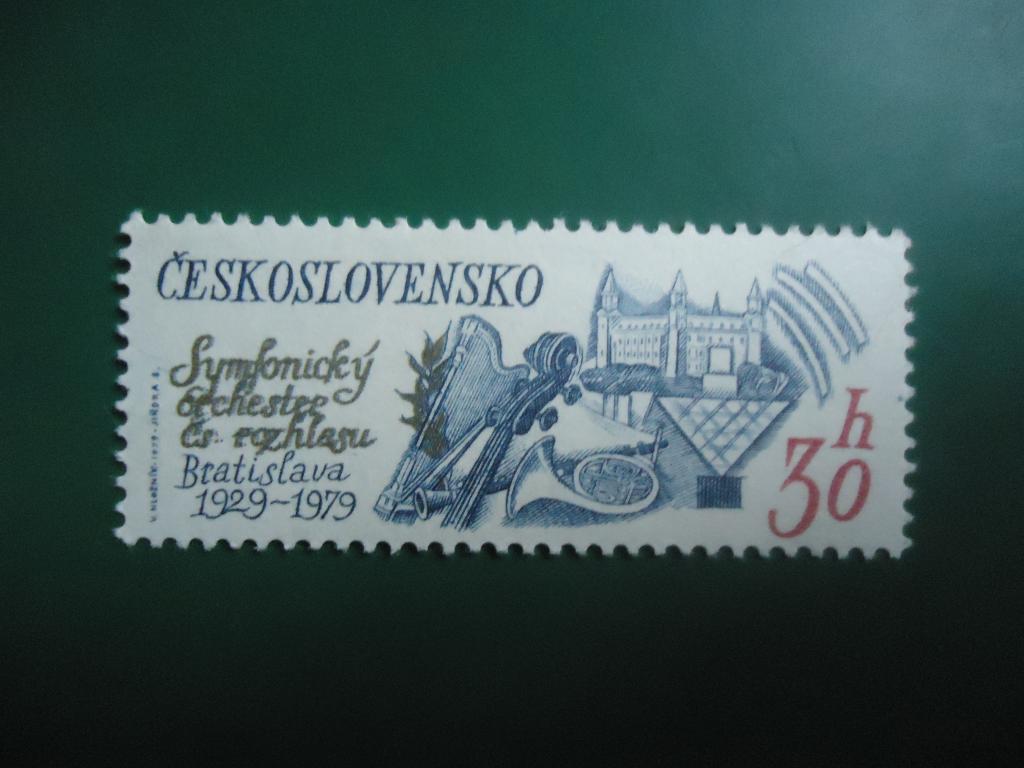 ČESKOSLOVENSKO
Symfonický
orchester
čs rozhlasu
Bratislava
1929~1979
h
30